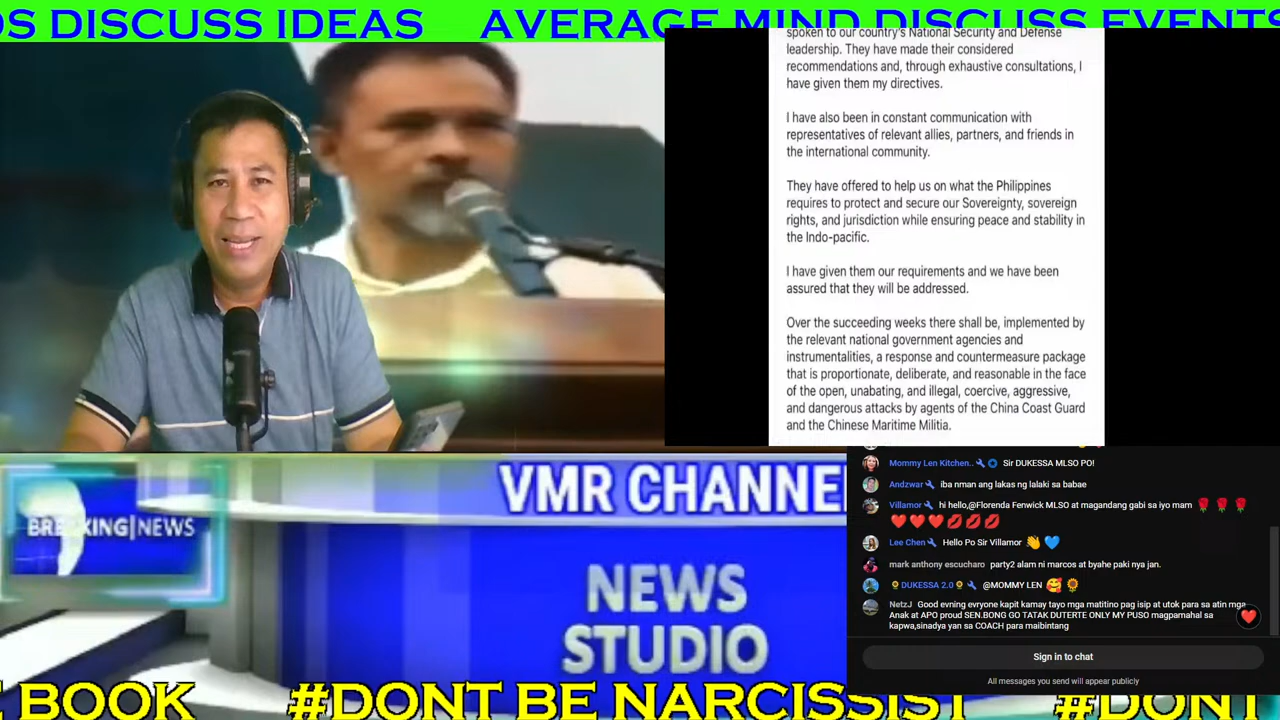 DS DISCUSS IDEAS AVERAGE MIND DISCUSS EVENTS
spoken to our country's National Security and Defense
leadership. They have made their considered
recommendations and, through exhaustive consultations, I
have given them my directives.
I have also been in constant communication with
representatives of relevant allies, partners, and friends in
the international community.
They have offered to help us on what the Philippines
requires to protect and secure our Sovereignty, sovereign
rights, and jurisdiction while ensuring peace and stability in
the Indo-pacific.
I have given them our requirements and we have been
assured that they will be addressed.
Over the succeeding weeks there shall be, implemented by
the relevant national government agencies and
instrumentalities, a response and countermeasure package
that is proportionate, deliberate, and reasonable in the face
of the open, unabating, and illegal, coercive, aggressive,
and dangerous attacks by agents of the China Coast Guard
and the Chinese Maritime Militia.
VMR CHANNE
BREAKING|NEWS
NEWS
STUDIO
Mommy Len Kitchen.. Sir DUKESSA MLSO PO!
Andzwar iba nman ang lakas ng lalaki sa babae
Villamor hi hello,@Florenda Fenwick MLSO at magandang gabi sa iyo mam 🌹 🌹 🌹
❤️❤️❤️💋💋💋
Lee Chen Hello Po Sir Villamor 👋 💙
mark anthony escucharo party2 alam ni marcos at byahe paki nya jan.
🌻DUKESSA 2.0🌻 @MOMMY LEN 🥰 🌻
NetzJ Good evning evryone kapit kamay tayo mga matitino pag isip at utok para sa atin mga
Anak at APO proud SEN.BONG GO TATAK DUTERTE ONLY MY PUSO magpamahal sa
kapwa,sinadya yan sa COACH para maibintang
Sign in to chat
All messages you send will appear publicly
E BOOK #DONT BE NARCISSIST #DONT